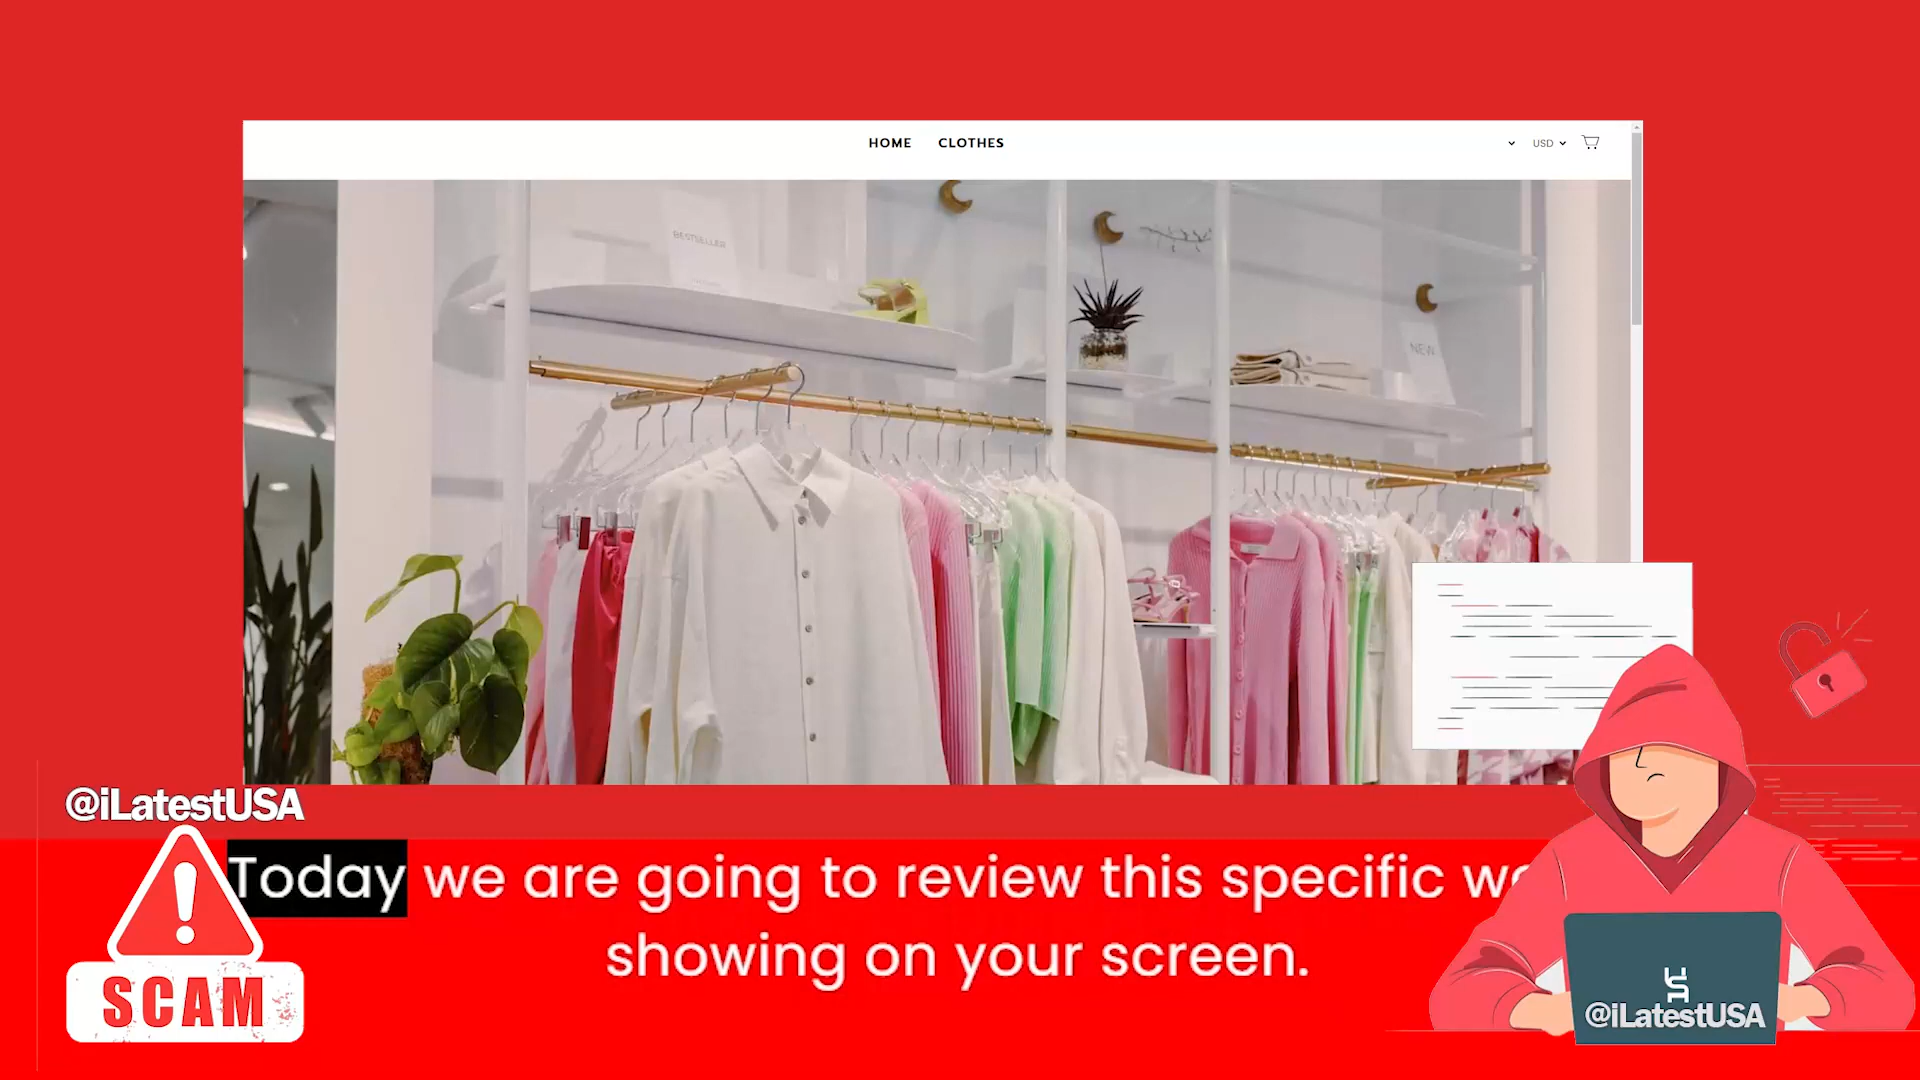 HOME CLOTHES USD
BESTSELLER
NEW
@iLatestUSA
Today we are going to review this specific
showing on your screen.
SCAM
@iLatestUSA